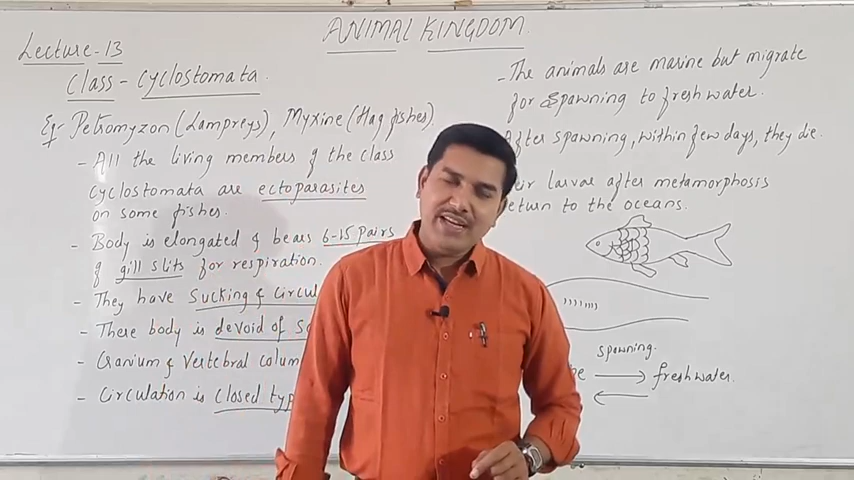 ANIMAL KINGDOM
Lecture-13
Class - Cyclostomata.
Eg- Petromyzon (Lampreys), Myxine (Hag fishes)
- All the living members of the class
cyclostomata are ectoparasites
on some fishes.
- Body is elongated & bears 6-15 pairs
of gill slits for respiration.
- They have Sucking & Circul
- There body is devoid of
- Cranium & Vertebral colum
- Circulation is closed typ
- The animals are marine but migrate
for Spawning to freshwater.
After spawning, within few days, they die.
larvae after metamorphosis
return to the oceans.
spawning.
freshwater.